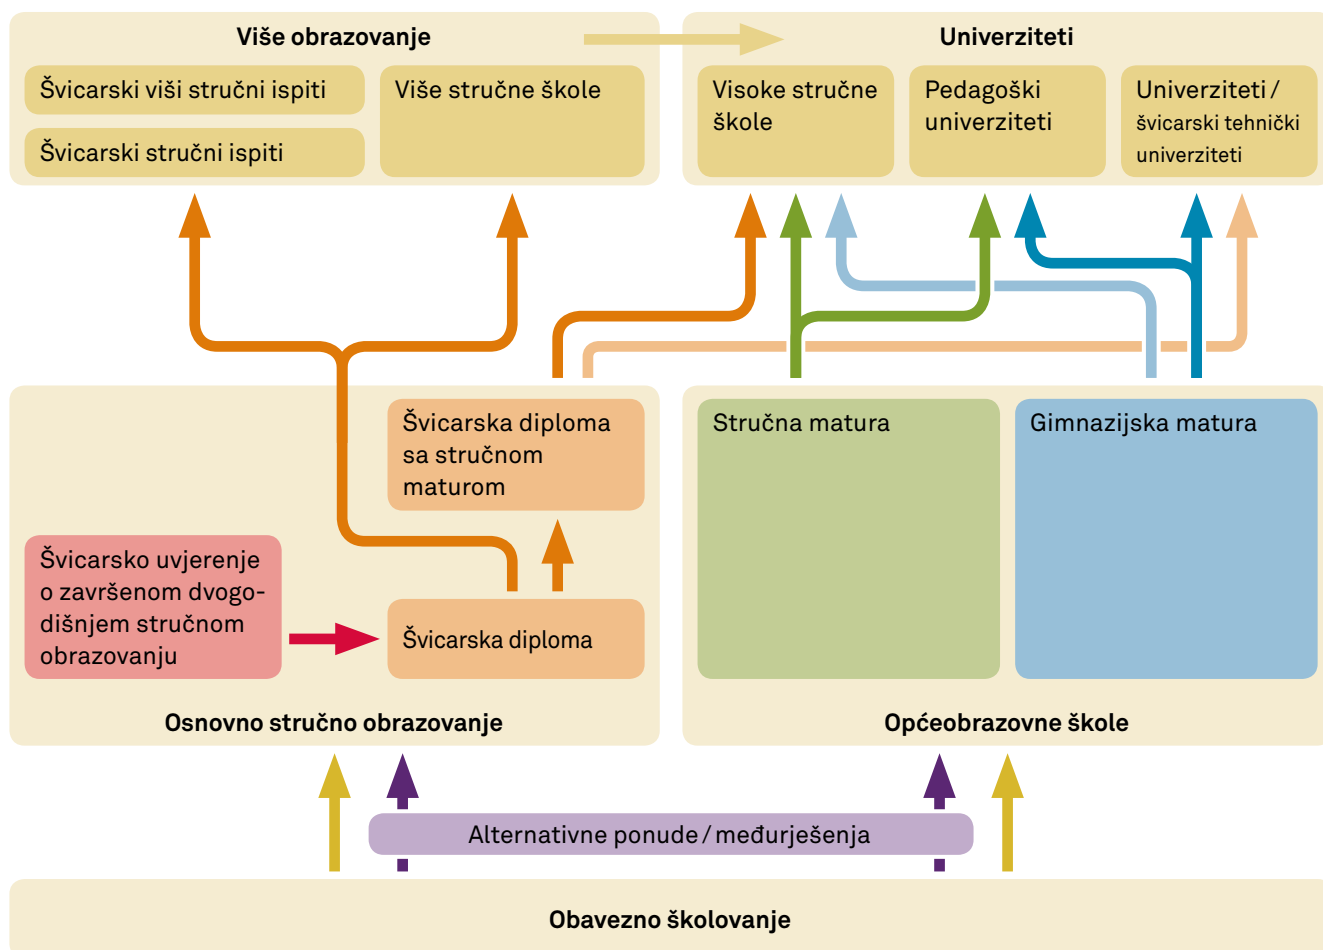 Više obrazovanje
Univerziteti
Švicarski viši stručni ispiti
Švicarski stručni ispiti
Više stručne škole
Visoke stručne
škole
Pedagoški
univerziteti
Univerziteti /
švicarski tehnički
univerziteti
Švicarska diploma
sa stručnom
maturom
Stručna matura
Gimnazijska matura
Švicarsko uvjerenje
o završenom dvogo-
dišnjem stručnom
obrazovanju
Švicarska diploma
Osnovno stručno obrazovanje
Općeobrazovne škole
Alternativne ponude / međurješenja
Obavezno školovanje